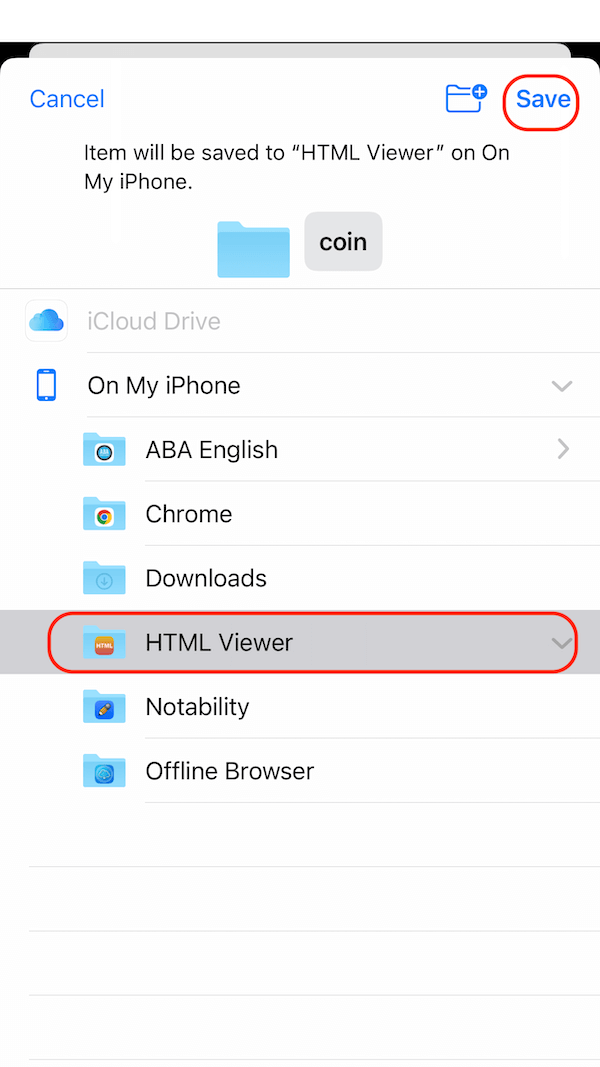 Cancel
Save
Item will be saved to “HTML Viewer” on On
My iPhone.
coin
iCloud Drive
On My iPhone
ABA English
Chrome
Downloads
HTML
HTML Viewer
Notability
Offline Browser